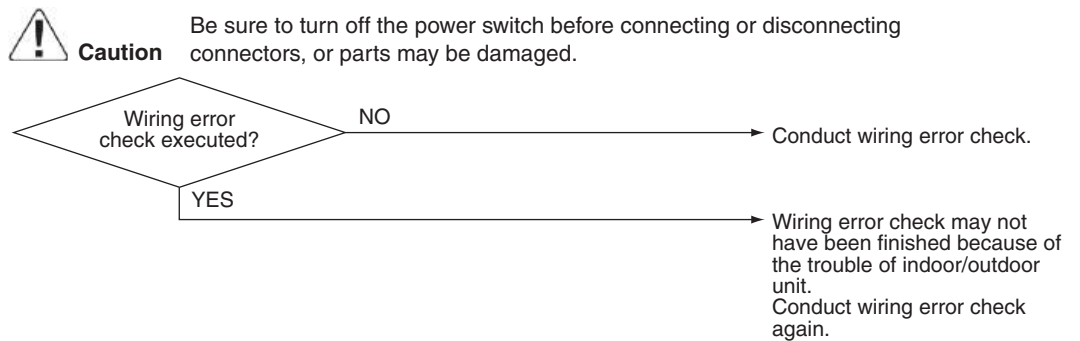 Be sure to turn off the power switch before connecting or disconnecting
Caution connectors, or parts may be damaged.
Wiring error
check executed?
NO
Conduct wiring error check.
YES
Wiring error check may not
have been finished because of
the trouble of indoor/outdoor
unit.
Conduct wiring error check
again.